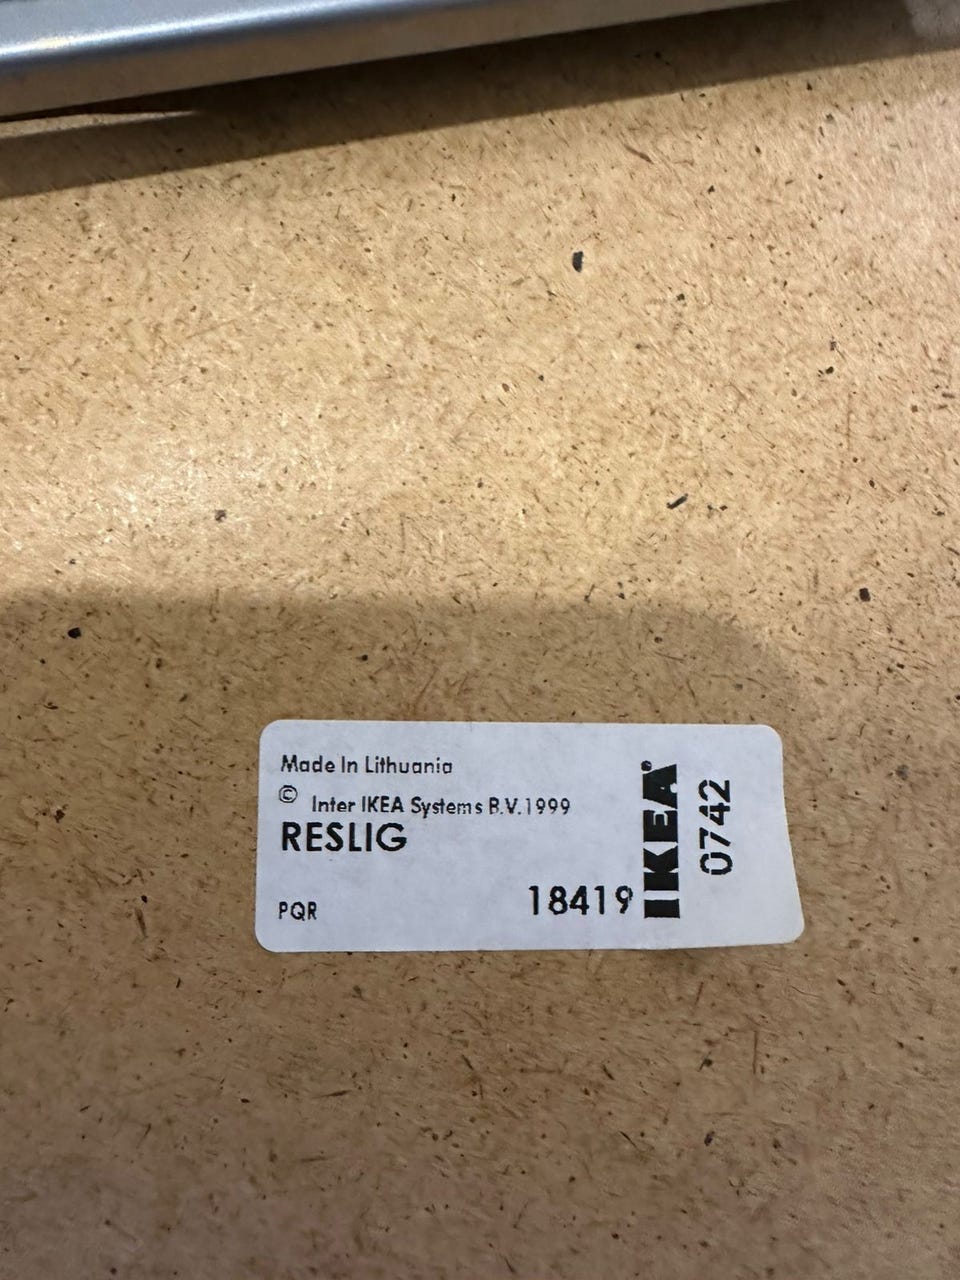 Made In Lithuania
© Inter IKEA Systems B.V. 1999
RESLIG
PQR
18419
IKEA®
0742